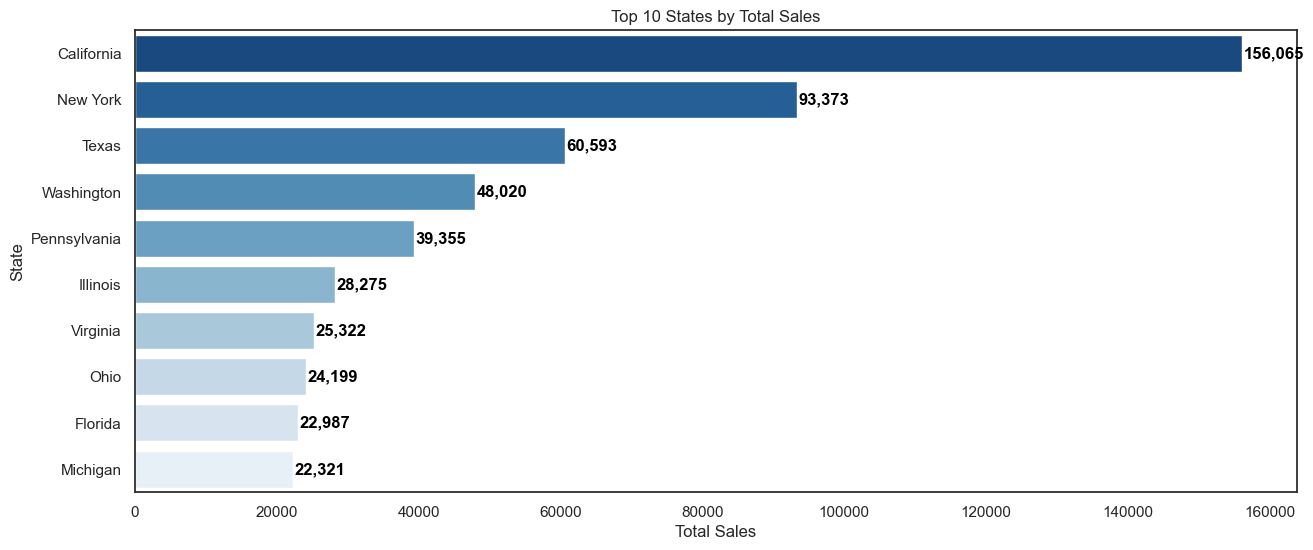 Top 10 States by Total Sales
California 156,065
New York 93,373
Texas 60,593
Washington 48,020
Pennsylvania 39,355
Illinois 28,275
Virginia 25,322
Ohio 24,199
Florida 22,987
Michigan 22,321
State
0 20000 40000 60000 80000 100000 120000 140000 160000
Total Sales